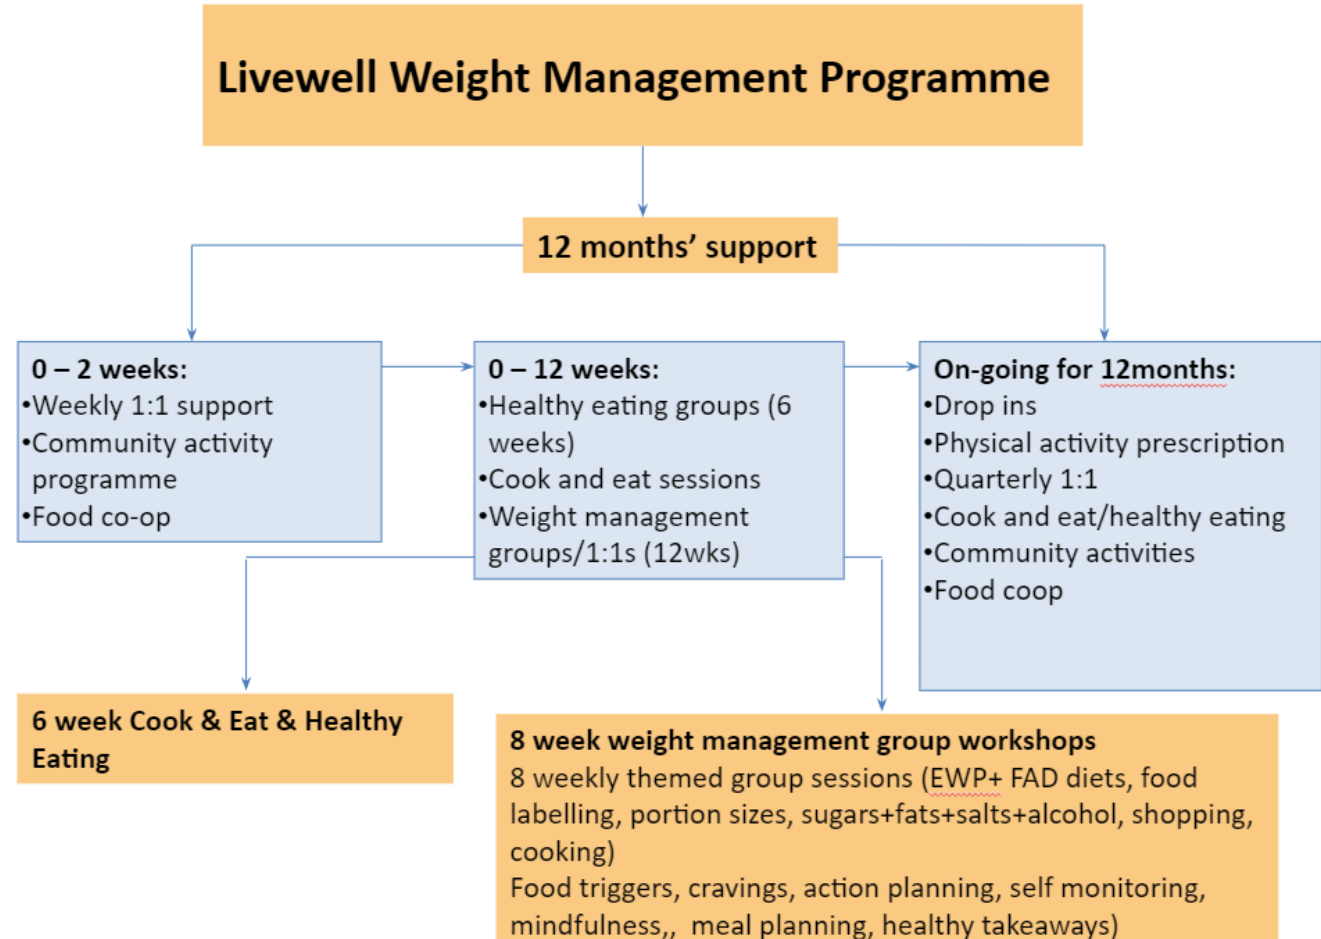 Livewell Weight Management Programme
12 months’ support
0 – 2 weeks:
•Weekly 1:1 support
•Community activity
programme
•Food co-op
0 – 12 weeks:
•Healthy eating groups (6
weeks)
•Cook and eat sessions
•Weight management
groups/1:1s (12wks)
On-going for 12months:
•Drop ins
•Physical activity prescription
•Quarterly 1:1
•Cook and eat/healthy eating
•Community activities
•Food coop
6 week Cook & Eat & Healthy
Eating
8 week weight management group workshops
8 weekly themed group sessions (EWP+ FAD diets, food
labelling, portion sizes, sugars+fats+salts+alcohol, shopping,
cooking)
Food triggers, cravings, action planning, self monitoring,
mindfulness,,  meal planning, healthy takeaways)